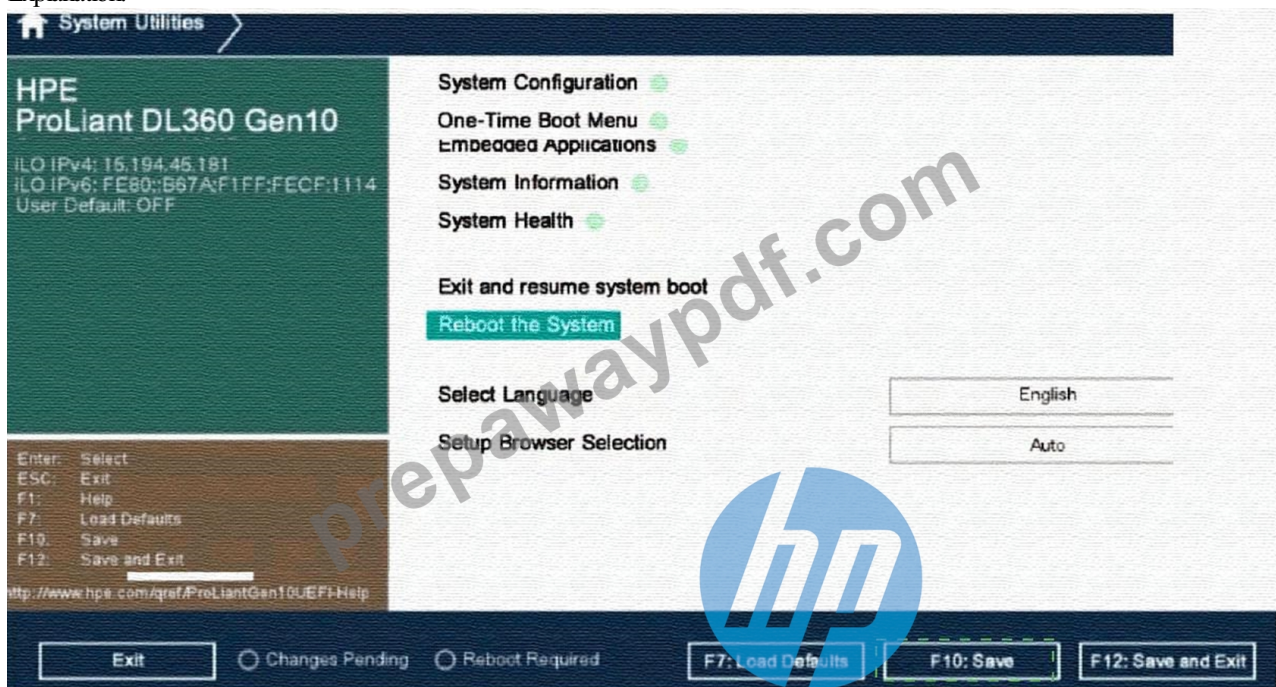 System Utilities
HPE
ProLiant DL360 Gen10
iLO IPv4: 15.194.45.181
iLO IPv6: FE80::B67A:F1FF:FECF:1114
User Default: OFF
System Configuration
One-Time Boot Menu
Embedded Applications
System Information
System Health
Exit and resume system boot
Reboot the System
Select Language
English
Setup Browser Selection
Auto
Enter: Select
ESC: Exit
F1: Help
F7: Load Defaults
F10: Save
F12: Save and Exit
http://www.hpe.com/qref/ProLiantGen10UEFI-Help
prepawaypdf.com
hp
Exit
Changes Pending
Reboot Required
F7: Load Defaults
F10: Save
F12: Save and Exit